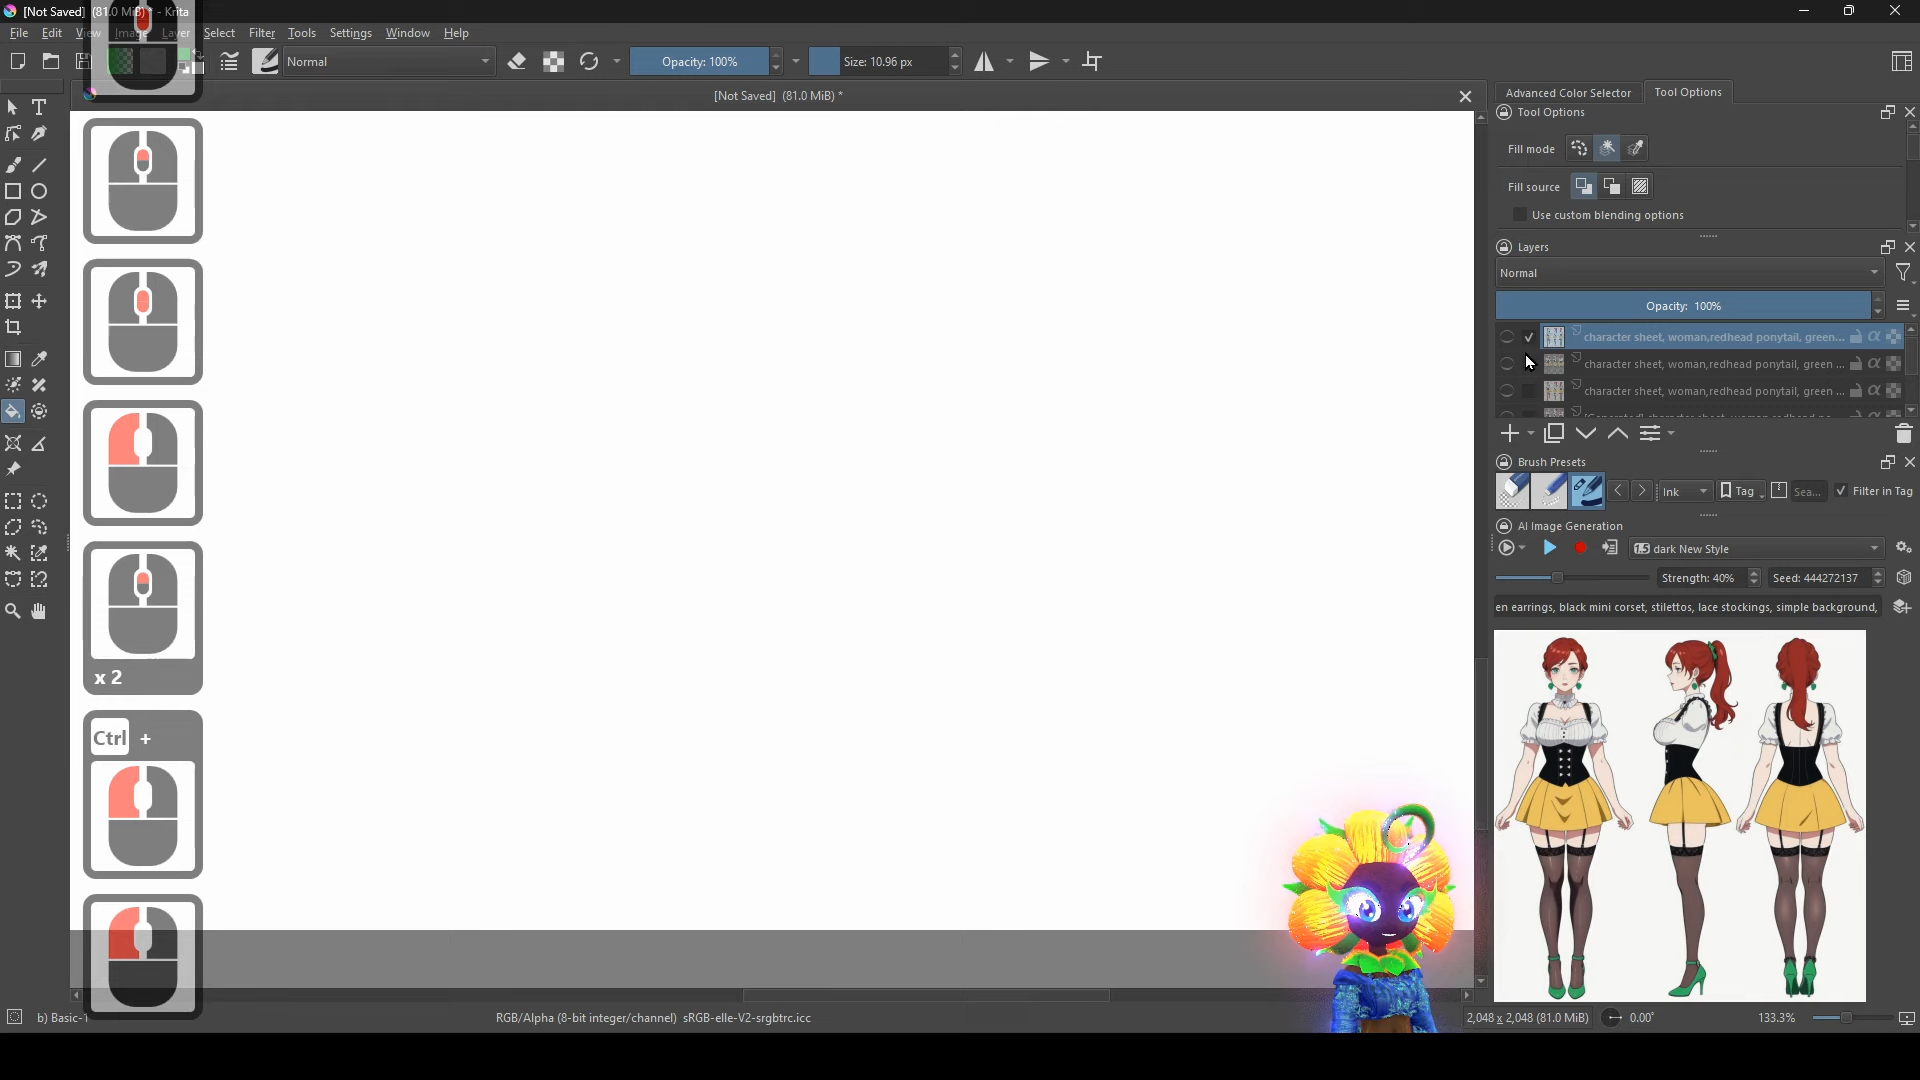 [Not Saved] (81.0 MiB) * - Krita
File Edit View Image Layer Select Filter Tools Settings Window Help
Normal
Opacity: 100%
Size: 10.96 px
[Not Saved] (81.0 MiB) *
Advanced Color Selector
Tool Options
Tool Options
Fill mode
Fill source
Use custom blending options
Layers
Normal
Opacity: 100%
character sheet, woman,redhead ponytail, green...
character sheet, woman,redhead ponytail, green ...
character sheet, woman,redhead ponytail, green ...
x 2
Ctrl +
Brush Presets
Ink
Tag
Sea...
Filter in Tag
AI Image Generation
1.5 dark New Style
Strength: 40%
Seed: 444272137
en earrings, black mini corset, stilettos, lace stockings, simple background,
b) Basic-
RGB/Alpha (8-bit integer/channel) sRGB-elle-V2-srgbtrc.icc
2,048 x 2,048 (81.0 MiB)
0.00°
133.3%